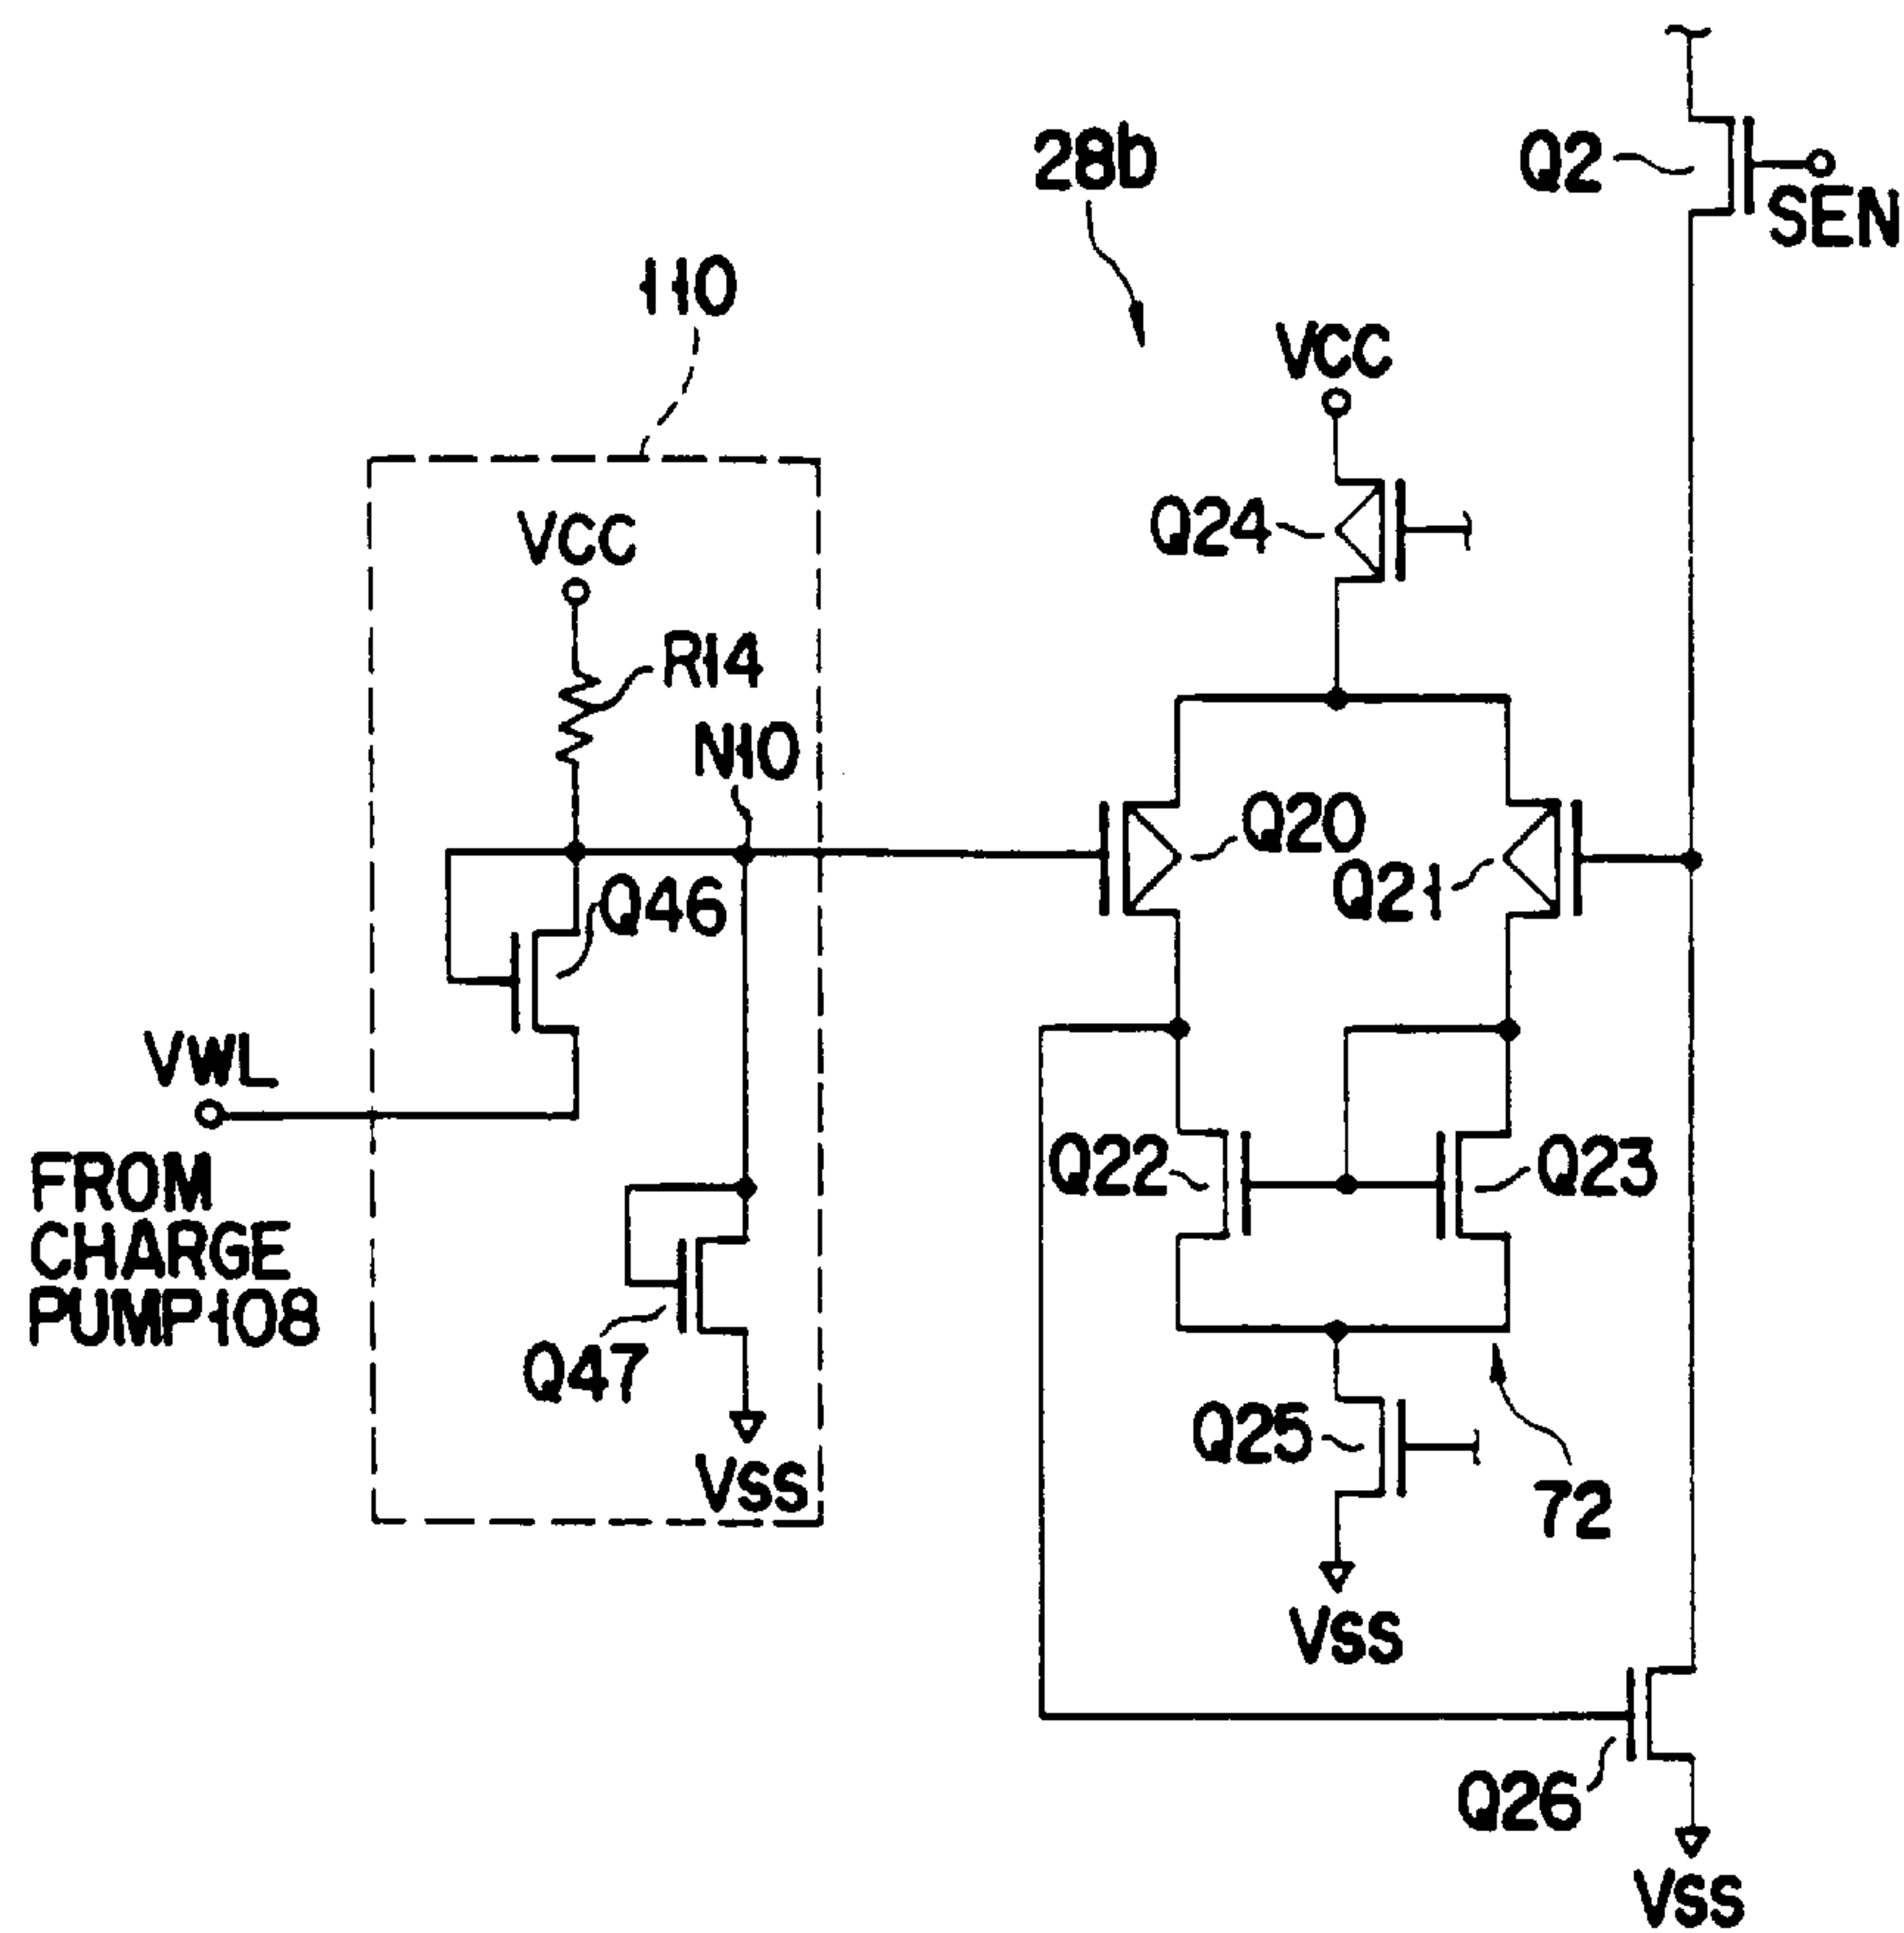 28b
Q2
SEN
110
VCC
Q24
VCC
R14
N10
Q20
Q21
Q46
VWL
FROM
CHARGE
PUMP108
Q22
Q23
Q47
VSS
Q25
72
VSS
Q26
VSS